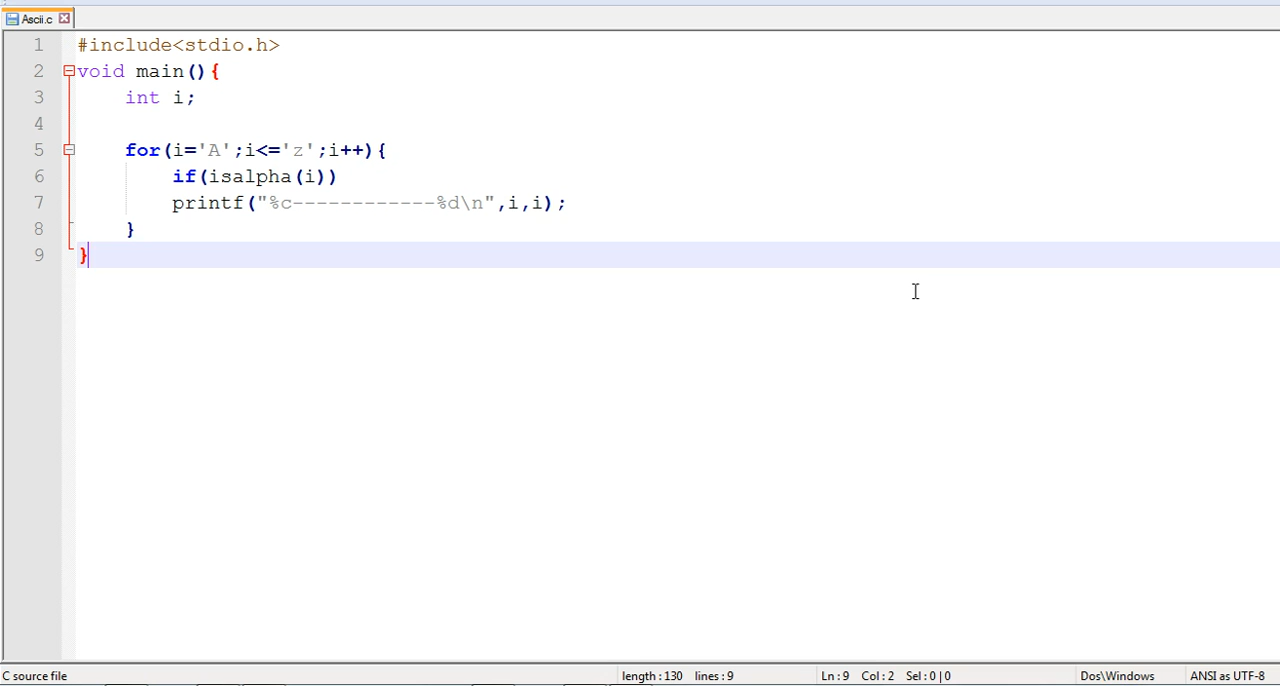 Ascii.c
1 #include<stdio.h>
2 void main(){
3 int i;
4
5 for(i='A';i<='z';i++){
6 if(isalpha(i))
7 printf("%c------------%d\n",i,i);
8 }
9 }
C source file length : 130 lines : 9 Ln : 9 Col : 2 Sel : 0 | 0 Dos\Windows ANSI as UTF-8